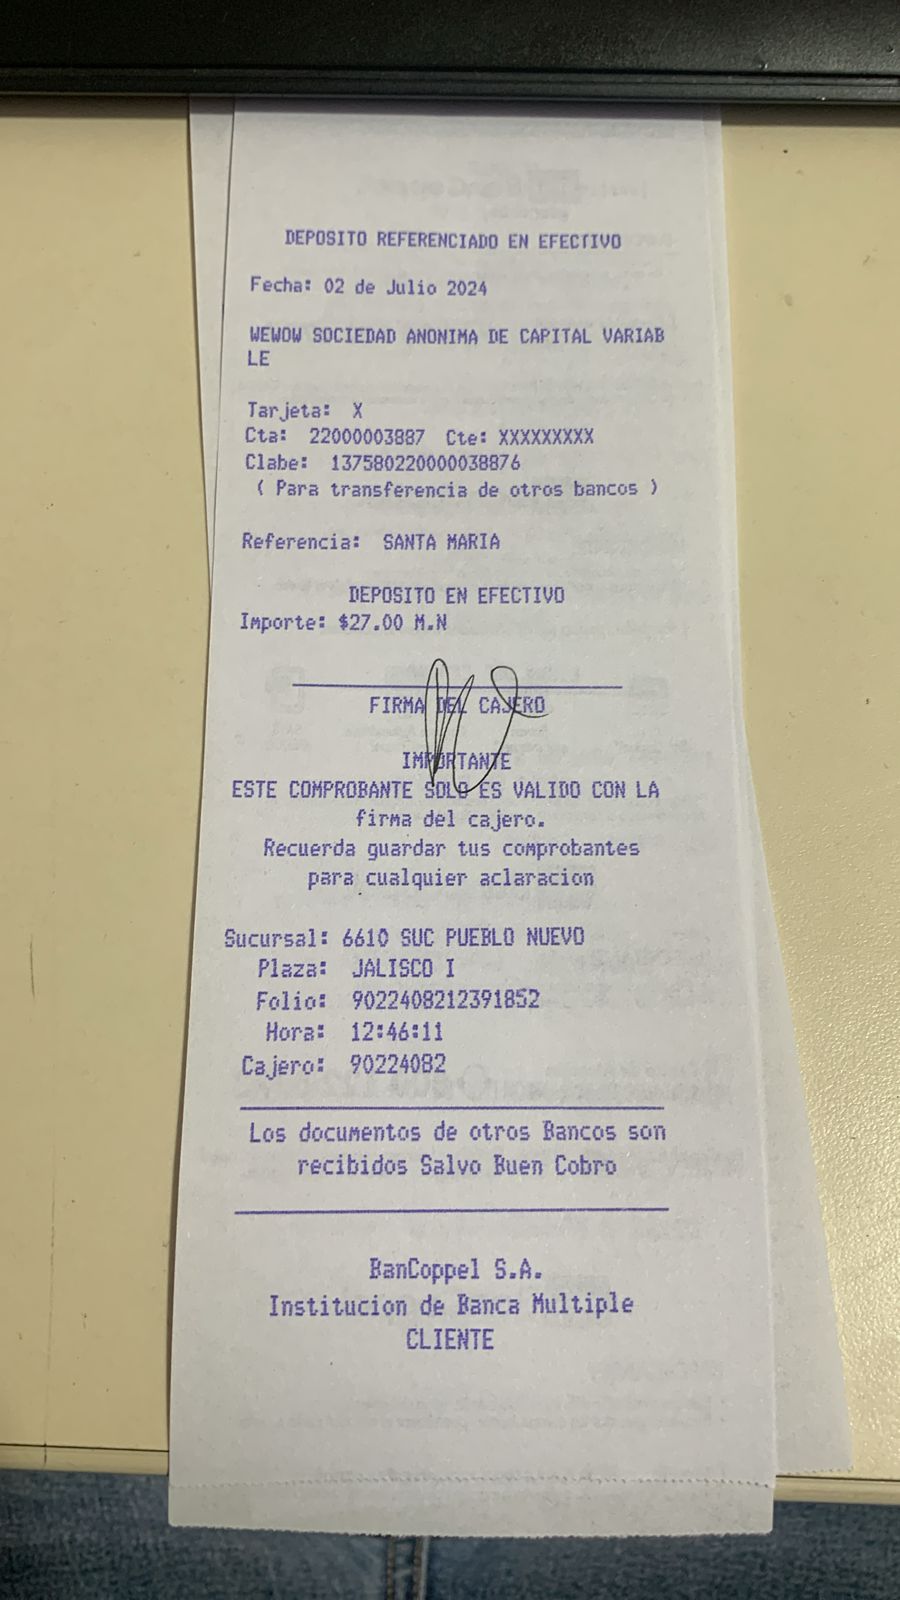 DEPOSITO REFERENCIADO EN EFECTIVO
Fecha: 02 de Julio 2024
WEWOW SOCIEDAD ANONIMA DE CAPITAL VARIAB
LE
Tarjeta: X
Cta: 22000003887 Cte: XXXXXXXXX
Clabe: 137580220000038876
( Para transferencia de otros bancos )
Referencia: SANTA MARIA
DEPOSITO EN EFECTIVO
Importe: $27.00 M.N
FIRMA DEL CAJERO
IMPORTANTE
ESTE COMPROBANTE SOLO ES VALIDO CON LA
firma del cajero.
Recuerda guardar tus comprobantes
para cualquier aclaracion
Sucursal: 6610 SUC PUEBLO NUEVO
Plaza: JALISCO I
Folio: 9022408212391852
Hora: 12:46:11
Cajero: 90224082
Los documentos de otros Bancos son
recibidos Salvo Buen Cobro
BanCoppel S.A.
Institucion de Banca Multiple
CLIENTE